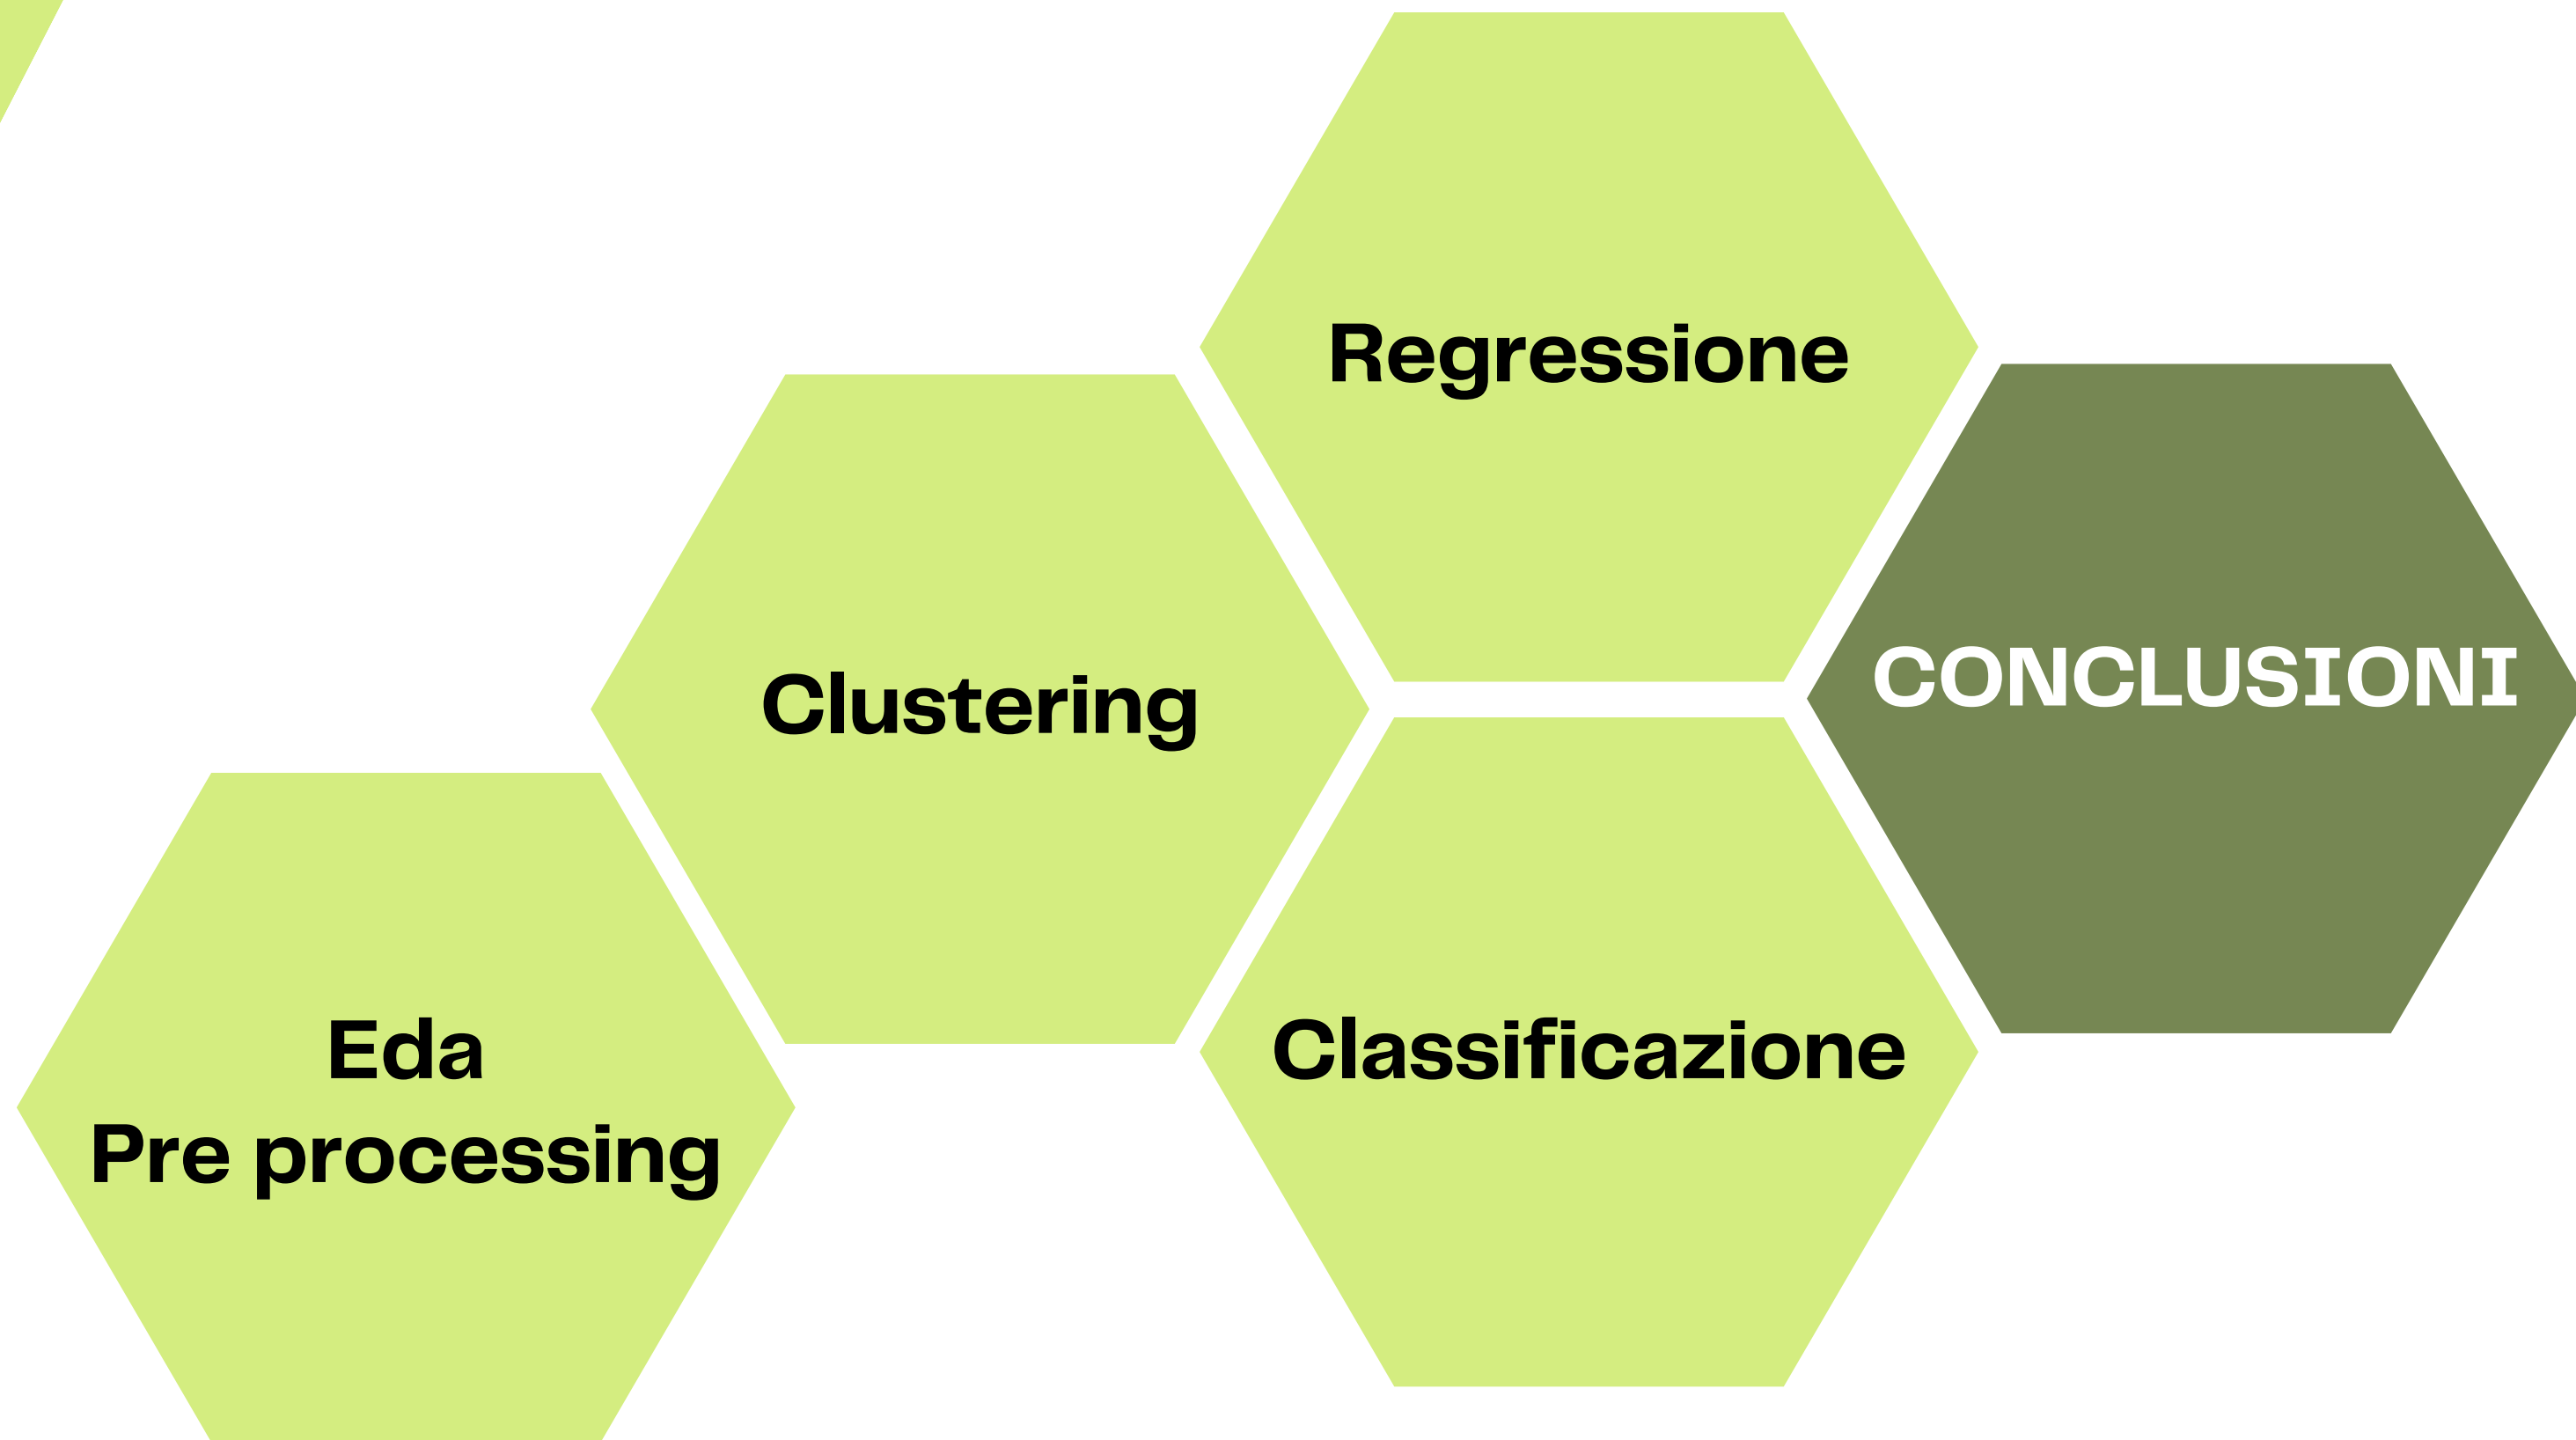 Regressione
CONCLUSIONI
Clustering
Eda
Pre processing
Classificazione